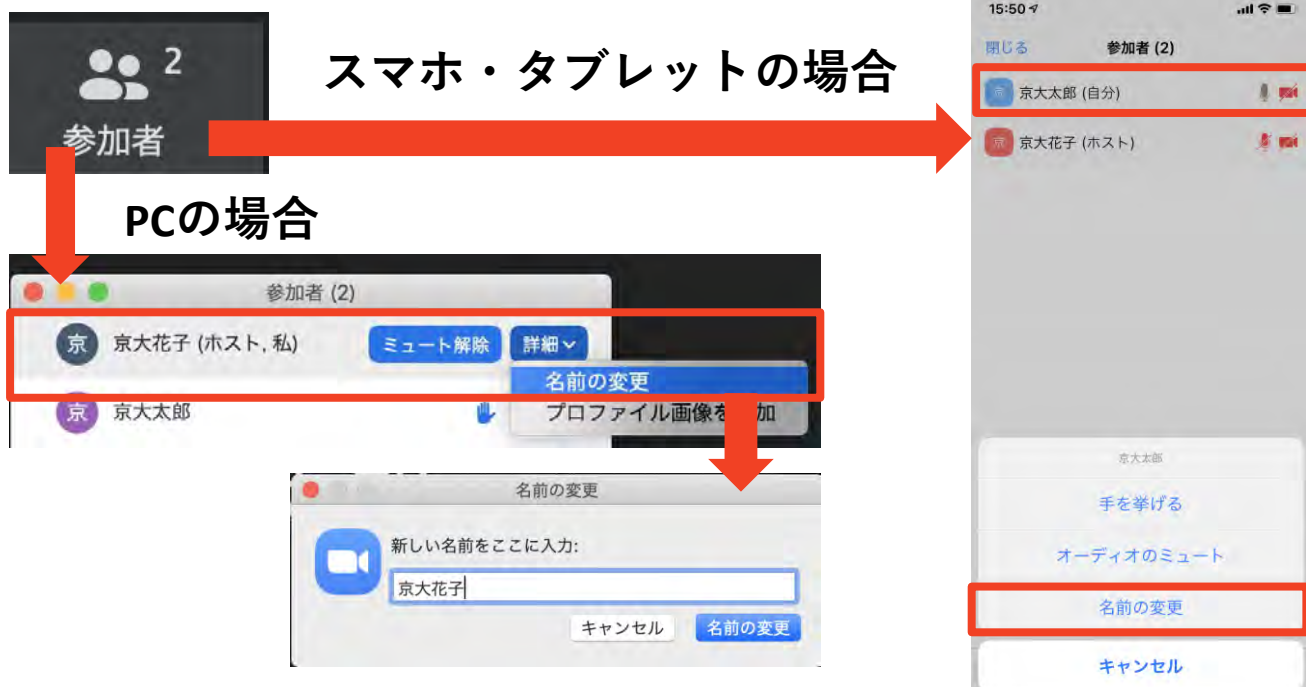 2
参加者
スマホ・タブレットの場合
PCの場合
参加者 (2)
京 京大花子 (ホスト, 私) ミュート解除 詳細
名前の変更
京 京大太郎
プロファイル画像を 加
名前の変更
新しい名前をここに入力:
京大花子
キャンセル 名前の変更
15:50
閉じる 参加者 (2)
京 京大太郎 (自分)
京 京大花子 (ホスト)
京大太郎
手を挙げる
オーディオのミュート
名前の変更
キャンセル